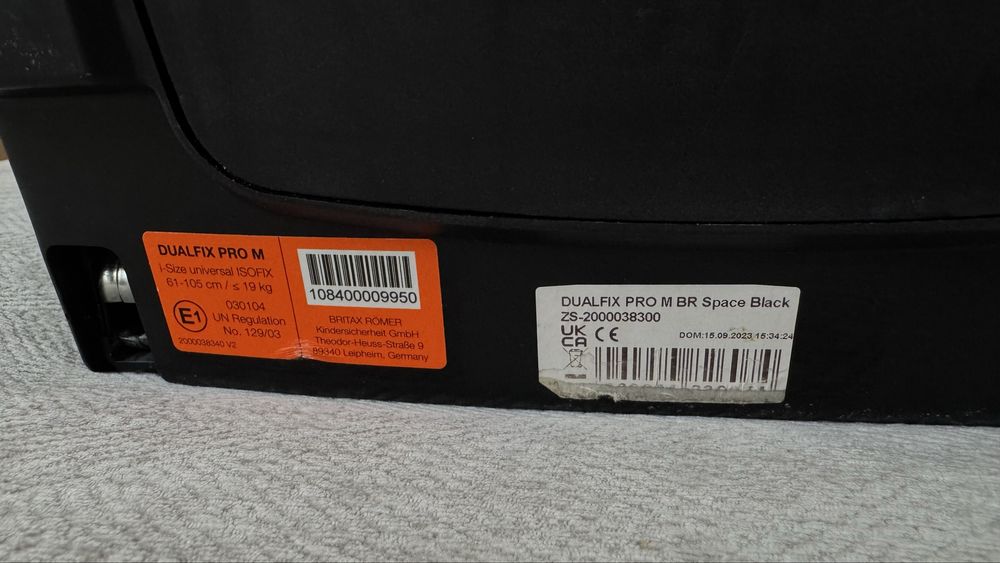 DUALFIX PRO M
i-Size universal ISOFIX
61-105 cm / ≤ 19 kg
E1
030104
UN Regulation
No. 129/03
2000038340 V2
108400009950
BRITAX RÖMER
Kindersicherheit GmbH
Theodor-Heuss-Straße 9
89340 Leipheim, Germany
DUALFIX PRO M BR Space Black
ZS-2000038300
UK
CA
CE
DOM:15.09.2023 15:34:24